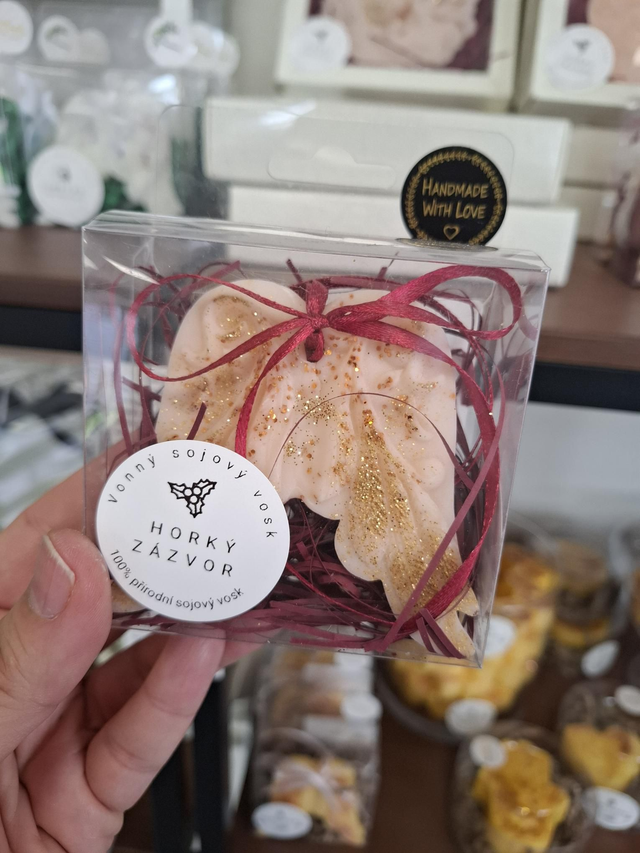 HANDMADE
WITH LOVE
Vonný sojový vosk
HORKÝ
ZÁZVOR
100% přírodní sojový vosk